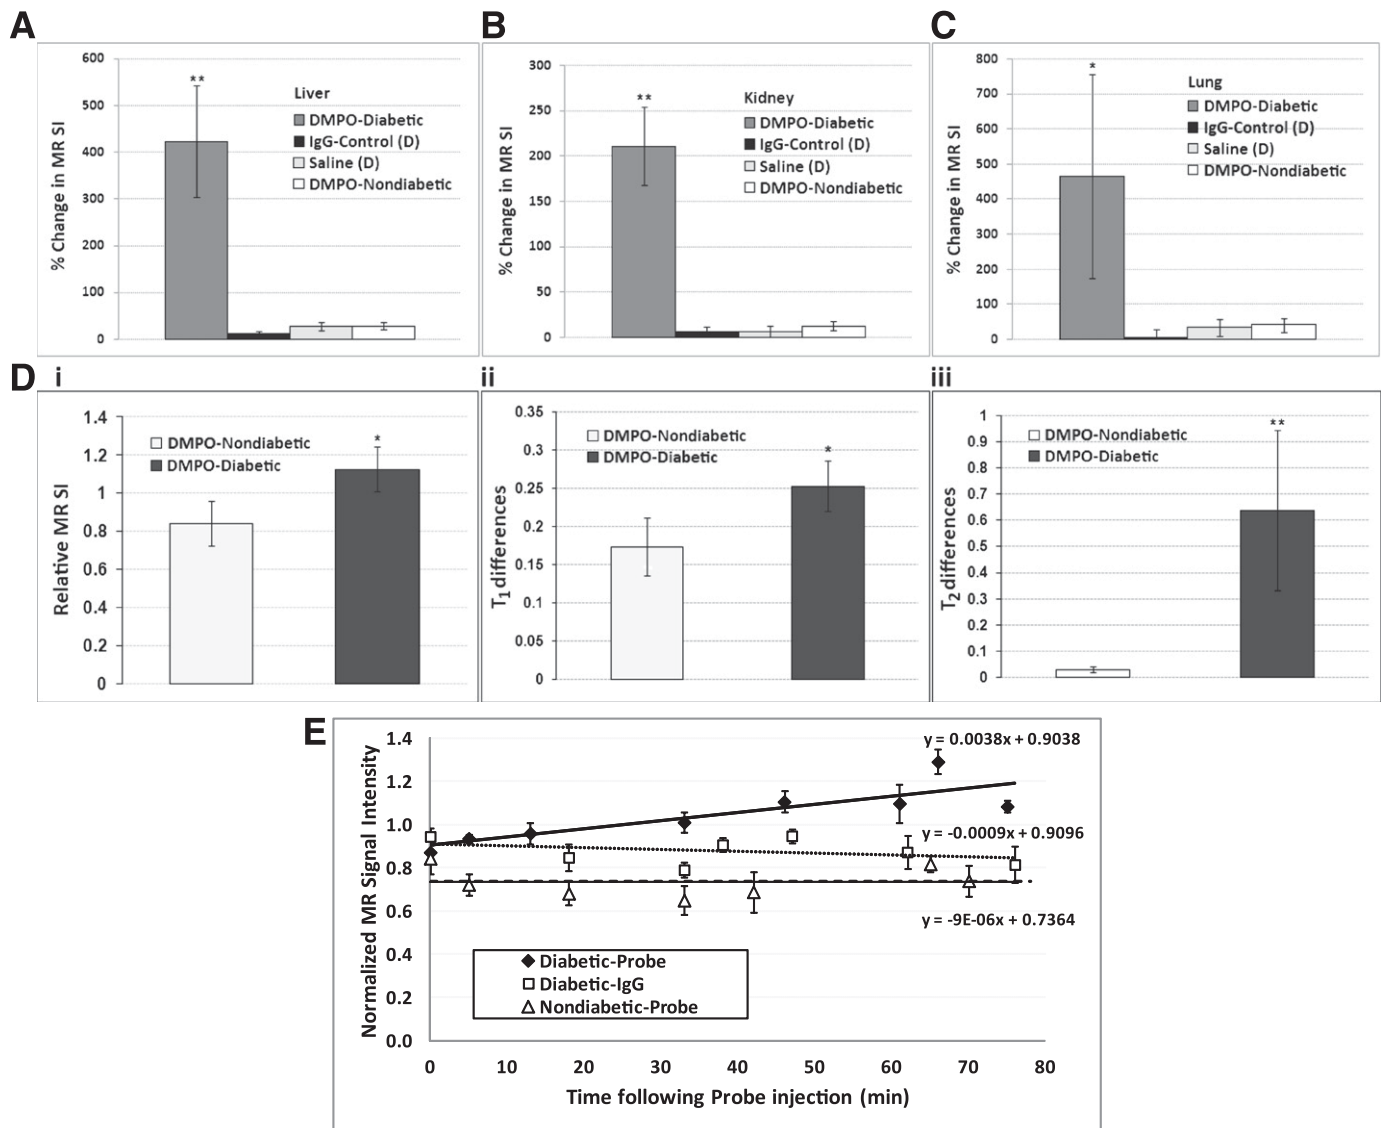 A
600
500
400
300
200
100
0
% Change in MR SI
**
Liver
DMPO-Diabetic
IgG-Control (D)
Saline (D)
DMPO-Nondiabetic
B
300
250
200
150
100
50
0
% Change in MR SI
**
Kidney
DMPO-Diabetic
IgG-Control (D)
Saline (D)
DMPO-Nondiabetic
C
800
700
600
500
400
300
200
100
0
% Change in MR SI
*
Lung
DMPO-Diabetic
IgG-Control (D)
Saline (D)
DMPO-Nondiabetic
D
i
1.4
1.2
1
0.8
0.6
0.4
0.2
0
Relative MR SI
DMPO-Nondiabetic
DMPO-Diabetic
*
ii
0.35
0.3
0.25
0.2
0.15
0.1
0.05
0
T1 differences
DMPO-Nondiabetic
DMPO-Diabetic
*
iii
1
0.9
0.8
0.7
0.6
0.5
0.4
0.3
0.2
0.1
0
T2 differences
DMPO-Nondiabetic
DMPO-Diabetic
**
E
1.4
1.2
1.0
0.8
0.6
0.4
0.2
0.0
Normalized MR Signal Intensity
y = 0.0038x + 0.9038
y = -0.0009x + 0.9096
y = -9E-06x + 0.7364
Diabetic-Probe
Diabetic-IgG
Nondiabetic-Probe
0 10 20 30 40 50 60 70 80
Time following Probe injection (min)